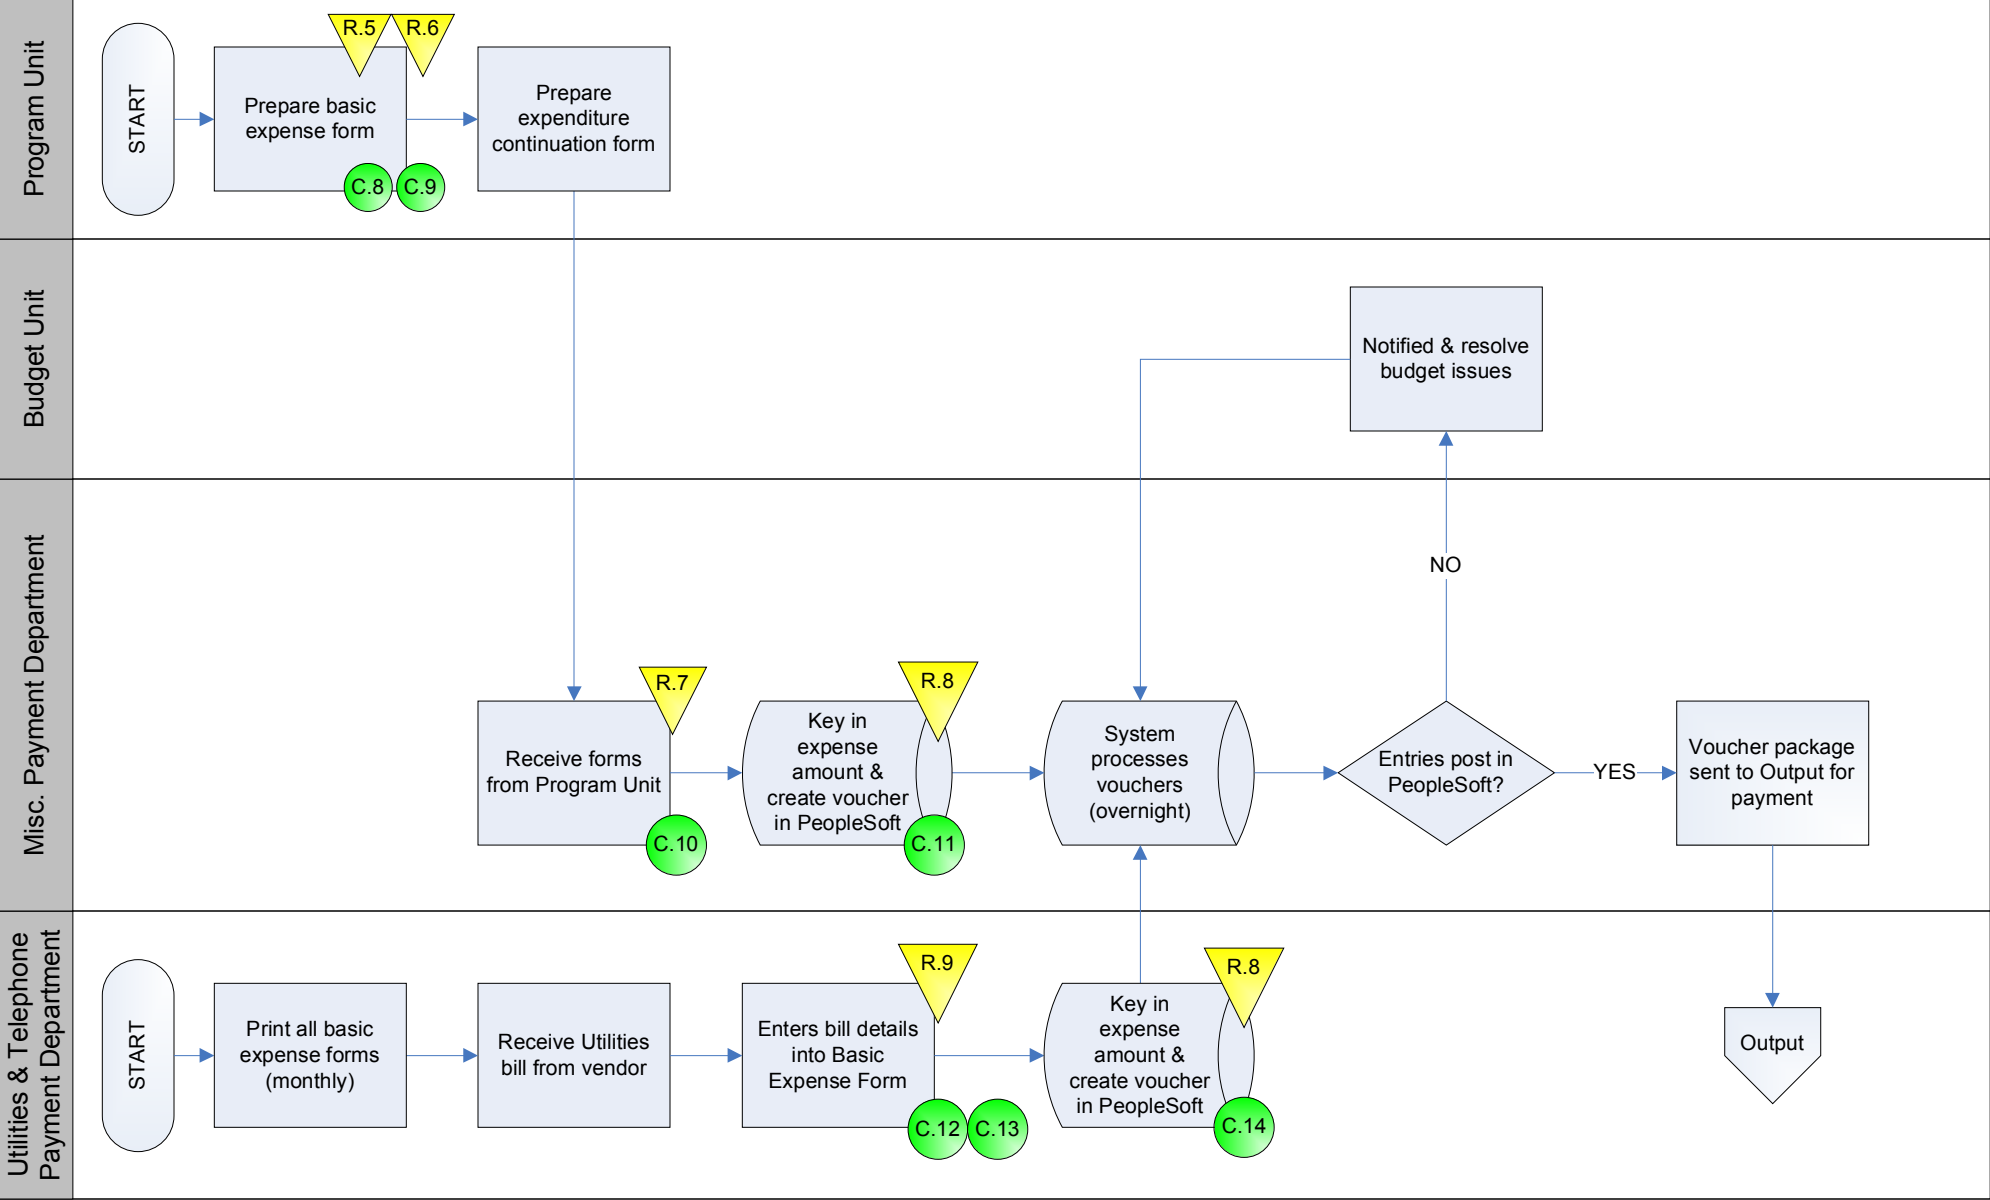 Program Unit
START
R.5
R.6
Prepare basic
expense form
C.8
C.9
Prepare
expenditure
continuation form
Budget Unit
Notified & resolve
budget issues
Misc. Payment Department
NO
R.7
Receive forms
from Program Unit
C.10
R.8
Key in
expense
amount &
create voucher
in PeopleSoft
C.11
System
processes
vouchers
(overnight)
Entries post in
PeopleSoft?
YES
Voucher package
sent to Output for
payment
Utilities & Telephone
Payment Department
START
Print all basic
expense forms
(monthly)
Receive Utilities
bill from vendor
R.9
Enters bill details
into Basic
Expense Form
C.12
C.13
R.8
Key in
expense
amount &
create voucher
in PeopleSoft
C.14
Output